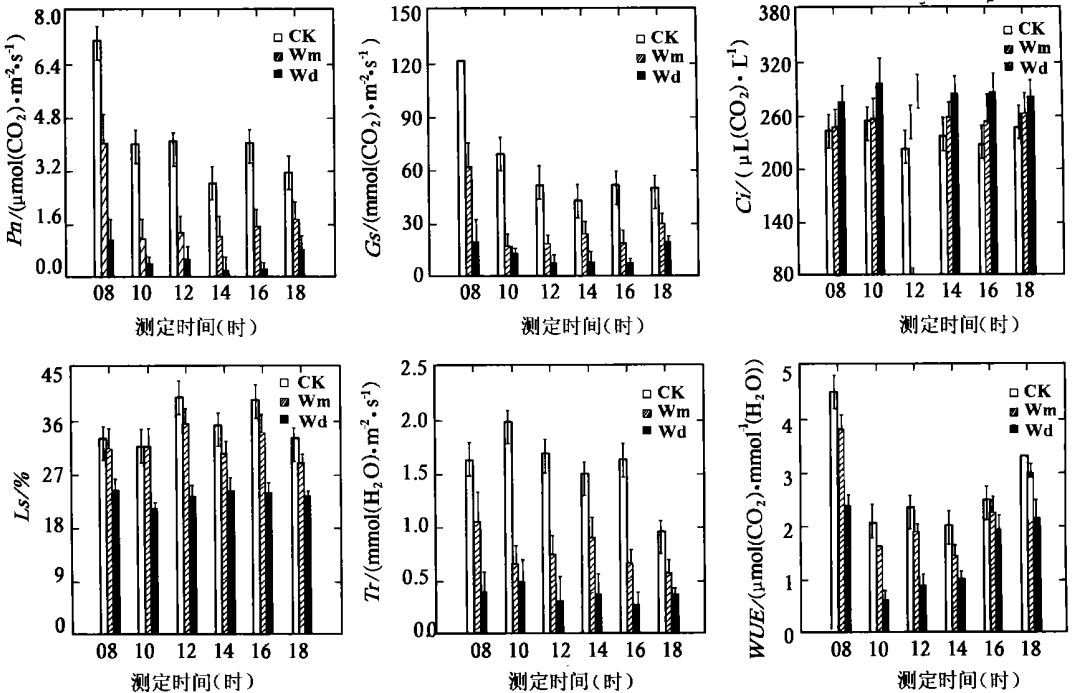 Pn/(μmol(CO₂)•m⁻²•s⁻¹)
8.0
6.4
4.8
3.2
1.6
0.0
CK
Wm
Wd
08 10 12 14 16 18
测定时间(时)
Gs/(mmol(CO₂)•m⁻²•s⁻¹)
150
120
90
60
30
0
CK
Wm
Wd
08 10 12 14 16 18
测定时间(时)
Ci/(μL(CO₂)•L⁻¹)
380
320
260
200
140
80
CK
Wm
Wd
08 10 12 14 16 18
测定时间(时)
Ls/%
45
36
27
18
9
0
CK
Wm
Wd
08 10 12 14 16 18
测定时间(时)
Tr/(mmol(H₂O)•m⁻²•s⁻¹)
2.5
2.0
1.5
1.0
0.5
0.0
CK
Wm
Wd
08 10 12 14 16 18
测定时间(时)
WUE/(μmol(CO₂)•mmol⁻¹(H₂O))
5
4
3
2
1
0
CK
Wm
Wd
08 10 12 14 16 18
测定时间(时)